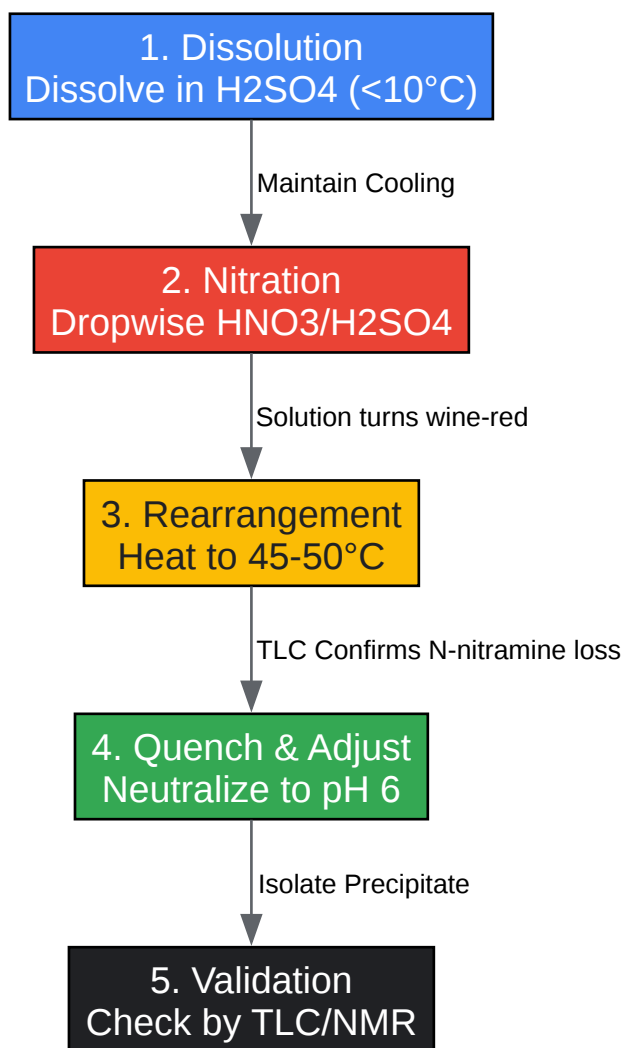 1. Dissolution
Dissolve in H2SO4 (<10°C)
Maintain Cooling
2. Nitration
Dropwise HNO3/H2SO4
Solution turns wine-red
3. Rearrangement
Heat to 45-50°C
TLC Confirms N-nitramine loss
4. Quench & Adjust
Neutralize to pH 6
Isolate Precipitate
5. Validation
Check by TLC/NMR